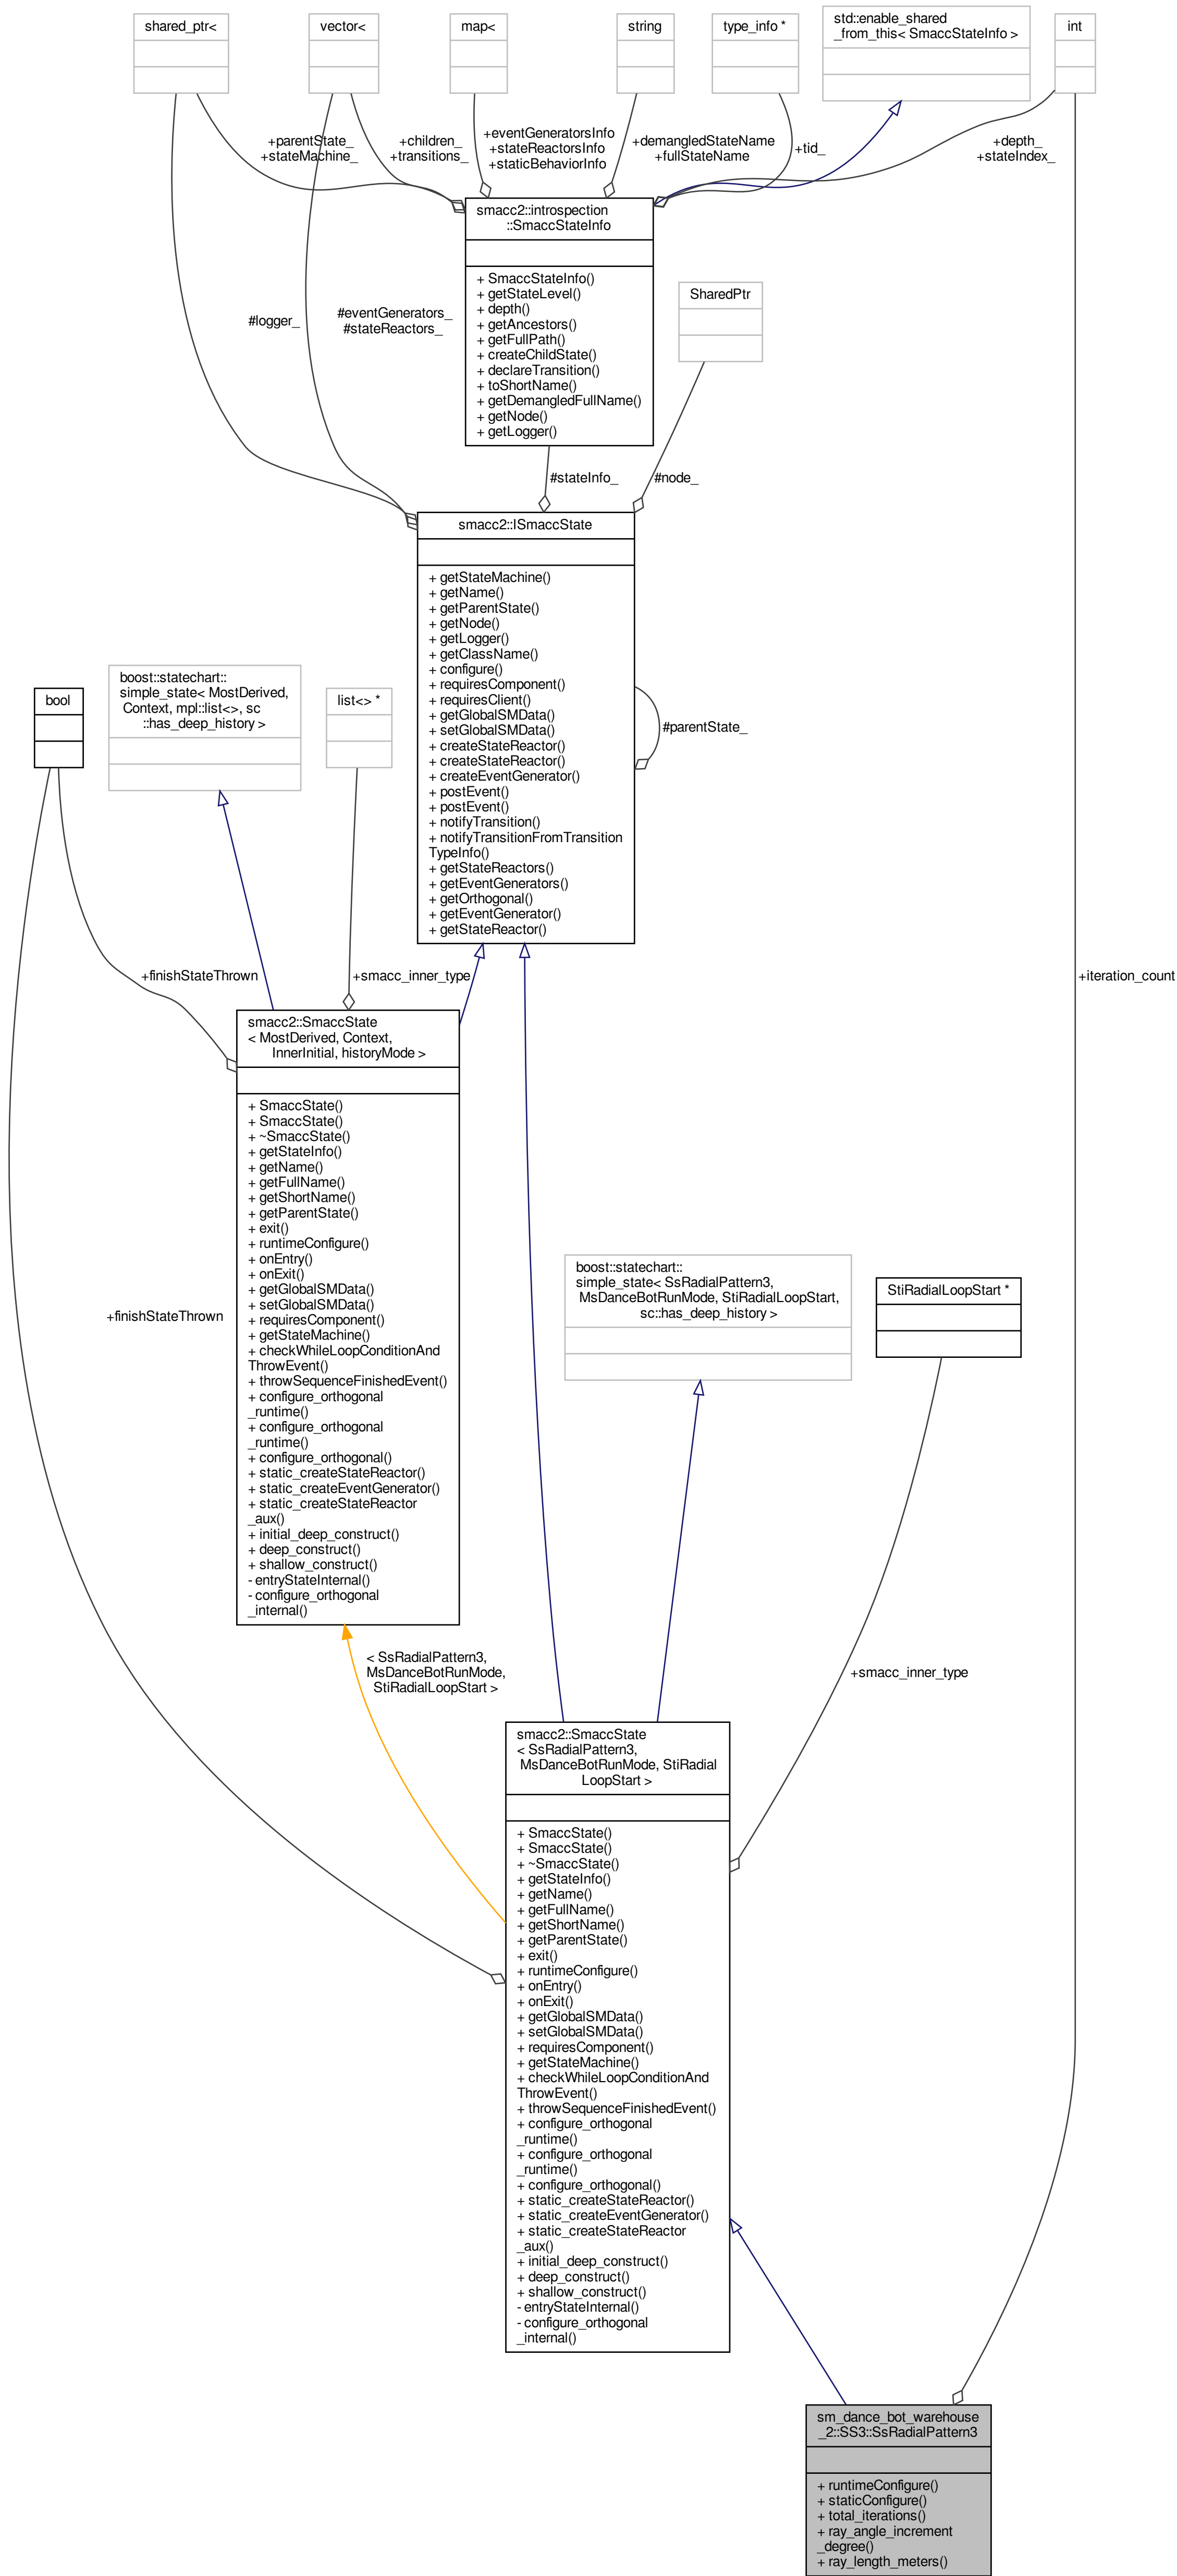 shared_ptr<
vector<
map<
string
type_info *
std::enable_shared
_from_this< SmaccStateInfo >
int
+parentState_
+stateMachine_
+children_
+transitions_
+eventGeneratorsInfo
+stateReactorsInfo
+staticBehaviorInfo
+demangledStateName
+fullStateName
+tid_
+depth_
+stateIndex_
smacc2::introspection
::SmaccStateInfo
+ SmaccStateInfo()
+ getStateLevel()
+ depth()
+ getAncestors()
+ getFullPath()
+ createChildState()
+ declareTransition()
+ toShortName()
+ getDemangledFullName()
+ getNode()
+ getLogger()
SharedPtr
#logger_
#eventGenerators_
#stateReactors_
#stateInfo_
#node_
smacc2::ISmaccState
+ getStateMachine()
+ getName()
+ getParentState()
+ getNode()
+ getLogger()
+ getClassName()
+ configure()
+ requiresComponent()
+ requiresClient()
+ getGlobalSMData()
+ setGlobalSMData()
+ createStateReactor()
+ createStateReactor()
+ createEventGenerator()
+ postEvent()
+ postEvent()
+ notifyTransition()
+ notifyTransitionFromTransition
TypeInfo()
+ getStateReactors()
+ getEventGenerators()
+ getOrthogonal()
+ getEventGenerator()
+ getStateReactor()
#parentState_
bool
boost::statechart::
simple_state< MostDerived,
Context, mpl::list<>, sc
::has_deep_history >
list<> *
+finishStateThrown
+smacc_inner_type
+iteration_count
smacc2::SmaccState
< MostDerived, Context,
InnerInitial, historyMode >
+ SmaccState()
+ SmaccState()
+ ~SmaccState()
+ getStateInfo()
+ getName()
+ getFullName()
+ getShortName()
+ getParentState()
+ exit()
+ runtimeConfigure()
+ onEntry()
+ onExit()
+ getGlobalSMData()
+ setGlobalSMData()
+ requiresComponent()
+ getStateMachine()
+ checkWhileLoopConditionAnd
ThrowEvent()
+ throwSequenceFinishedEvent()
+ configure_orthogonal
_runtime()
+ configure_orthogonal
_runtime()
+ configure_orthogonal()
+ static_createStateReactor()
+ static_createEventGenerator()
+ static_createStateReactor
_aux()
+ initial_deep_construct()
+ deep_construct()
+ shallow_construct()
- entryStateInternal()
- configure_orthogonal
_internal()
+finishStateThrown
boost::statechart::
simple_state< SsRadialPattern3,
MsDanceBotRunMode, StiRadialLoopStart,
sc::has_deep_history >
StiRadialLoopStart *
< SsRadialPattern3,
MsDanceBotRunMode,
StiRadialLoopStart >
+smacc_inner_type
smacc2::SmaccState
< SsRadialPattern3,
MsDanceBotRunMode, StiRadial
LoopStart >
+ SmaccState()
+ SmaccState()
+ ~SmaccState()
+ getStateInfo()
+ getName()
+ getFullName()
+ getShortName()
+ getParentState()
+ exit()
+ runtimeConfigure()
+ onEntry()
+ onExit()
+ getGlobalSMData()
+ setGlobalSMData()
+ requiresComponent()
+ getStateMachine()
+ checkWhileLoopConditionAnd
ThrowEvent()
+ throwSequenceFinishedEvent()
+ configure_orthogonal
_runtime()
+ configure_orthogonal
_runtime()
+ configure_orthogonal()
+ static_createStateReactor()
+ static_createEventGenerator()
+ static_createStateReactor
_aux()
+ initial_deep_construct()
+ deep_construct()
+ shallow_construct()
- entryStateInternal()
- configure_orthogonal
_internal()
sm_dance_bot_warehouse
_2::SS3::SsRadialPattern3
+ runtimeConfigure()
+ staticConfigure()
+ total_iterations()
+ ray_angle_increment
_degree()
+ ray_length_meters()